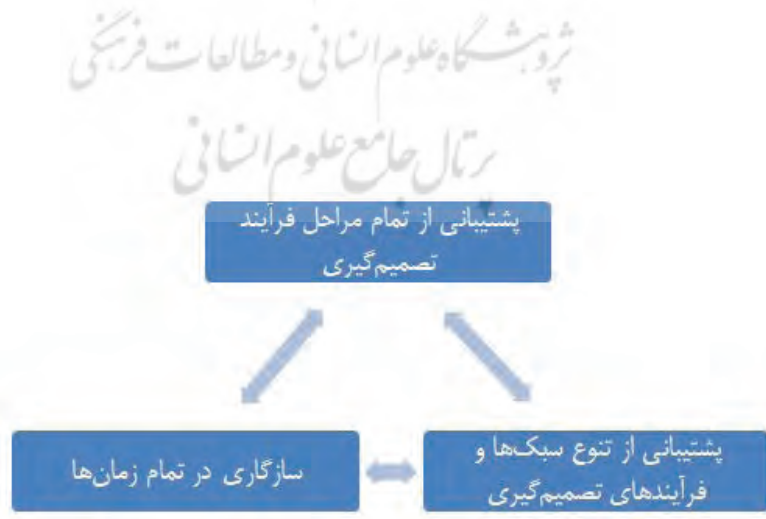 پژوهشگاه علوم انسانی و مطالعات فرهنگی
پرتال جامع علوم انسانی
پشتیبانی از تمام مراحل فرآیند
تصمیم‌گیری
پشتیبانی از تنوع سبک‌ها و
فرآیندهای تصمیم‌گیری
سازگاری در تمام زمان‌ها